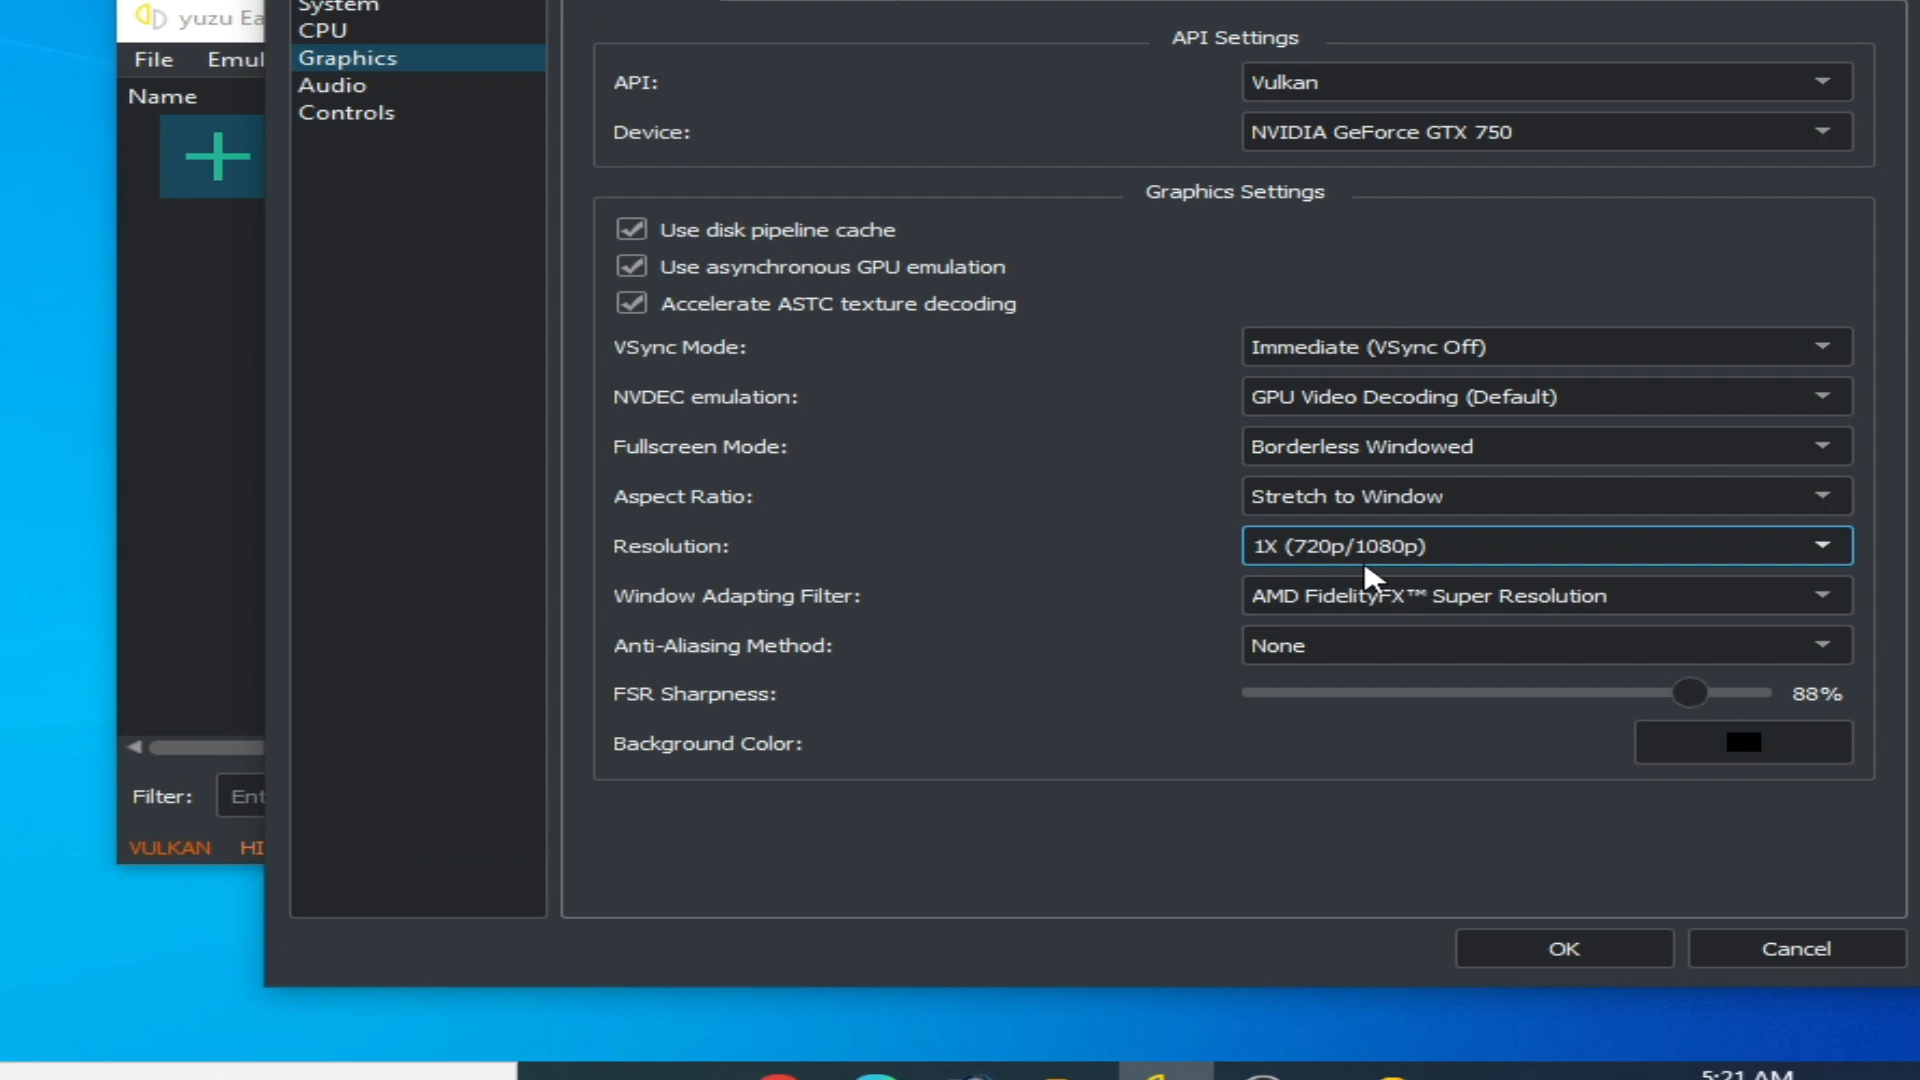 yuzu Ea
File Emul
Name
Filter: Ent
VULKAN HI
System
CPU
Graphics
Audio
Controls
API Settings
API: Vulkan
Device: NVIDIA GeForce GTX 750
Graphics Settings
Use disk pipeline cache
Use asynchronous GPU emulation
Accelerate ASTC texture decoding
VSync Mode: Immediate (VSync Off)
NVDEC emulation: GPU Video Decoding (Default)
Fullscreen Mode: Borderless Windowed
Aspect Ratio: Stretch to Window
Resolution: 1X (720p/1080p)
Window Adapting Filter: AMD FidelityFX™ Super Resolution
Anti-Aliasing Method: None
FSR Sharpness: 88%
Background Color:
OK Cancel
5:21 AM